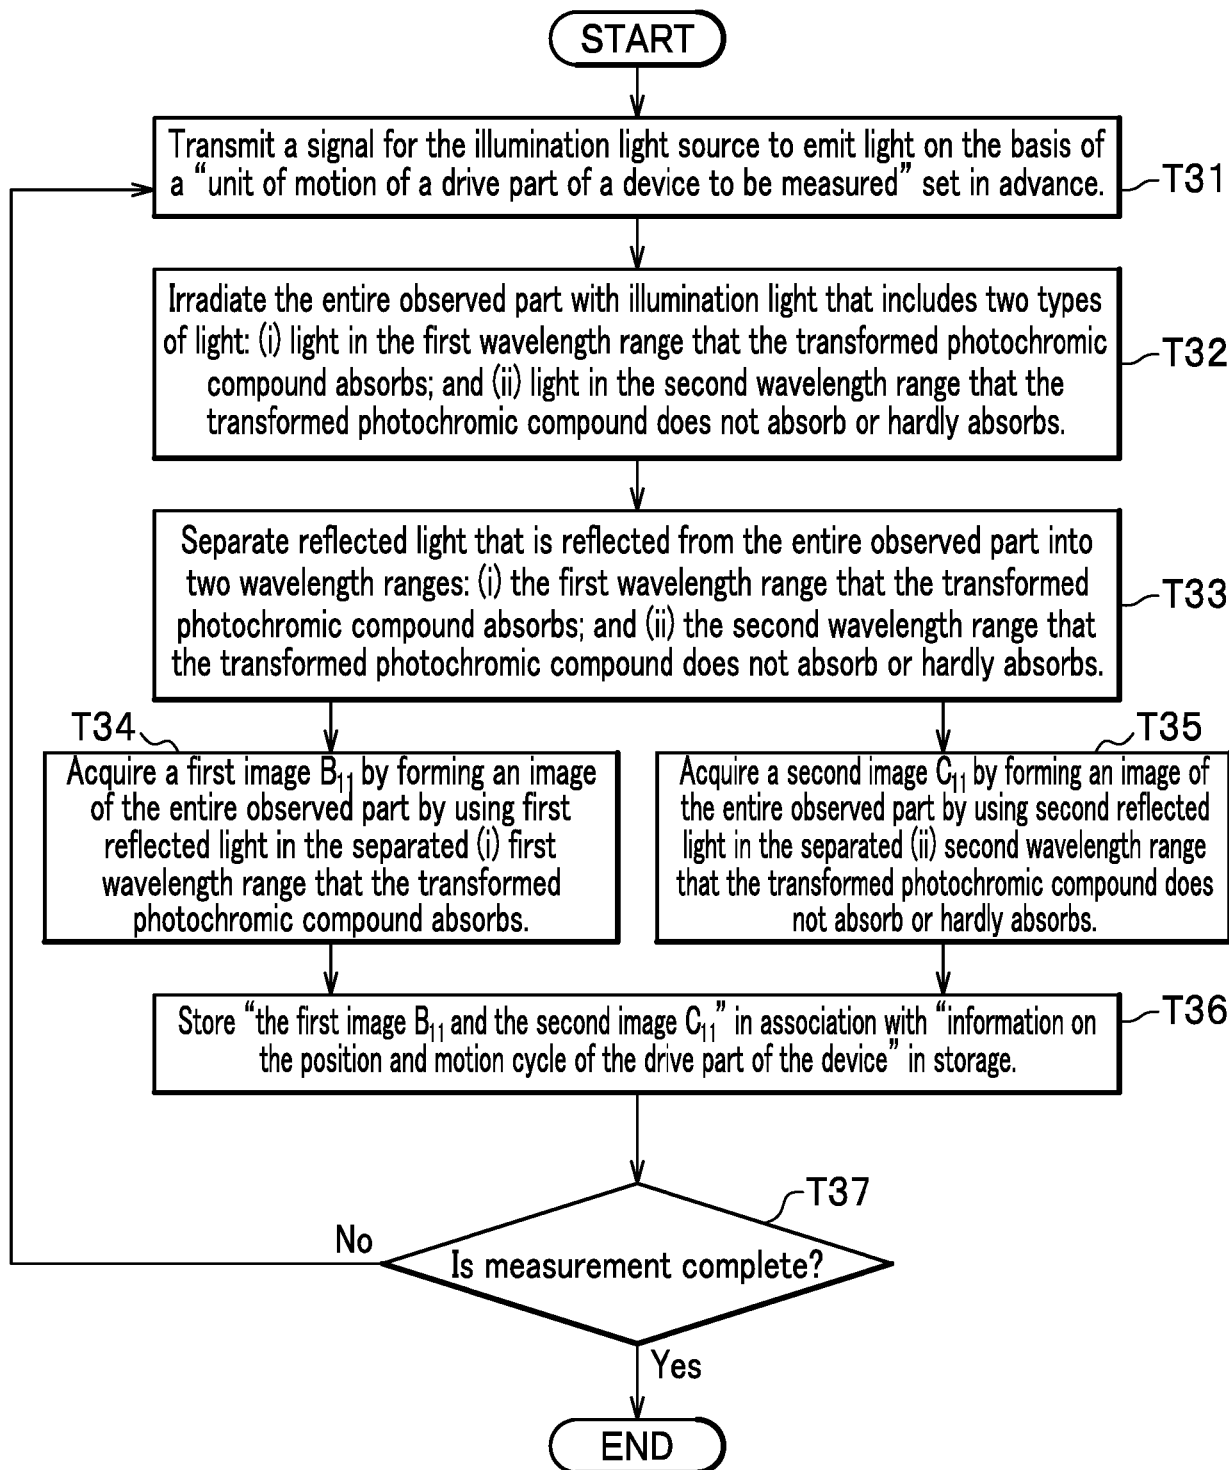 START
Transmit a signal for the illumination light source to emit light on the basis of
a “unit of motion of a drive part of a device to be measured” set in advance.
T31
Irradiate the entire observed part with illumination light that includes two types
of light: (i) light in the first wavelength range that the transformed photochromic
compound absorbs; and (ii) light in the second wavelength range that the
transformed photochromic compound does not absorb or hardly absorbs.
T32
Separate reflected light that is reflected from the entire observed part into
two wavelength ranges: (i) the first wavelength range that the transformed
photochromic compound absorbs; and (ii) the second wavelength range that
the transformed photochromic compound does not absorb or hardly absorbs.
T33
T34
Acquire a first image B₁₁ by forming an image
of the entire observed part by using first
reflected light in the separated (i) first
wavelength range that the transformed
photochromic compound absorbs.
T35
Acquire a second image C₁₁ by forming an image of
the entire observed part by using second reflected
light in the separated (ii) second wavelength range
that the transformed photochromic compound does
not absorb or hardly absorbs.
Store “the first image B₁₁ and the second image C₁₁” in association with “information on
the position and motion cycle of the drive part of the device” in storage.
T36
T37
Is measurement complete?
No
Yes
END